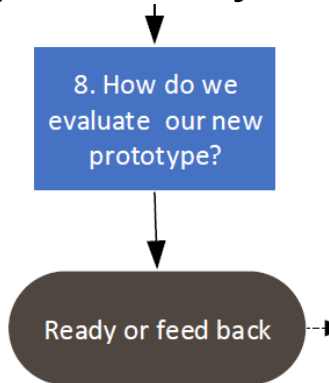 8. How do we
evaluate our new
prototype?
Ready or feed back